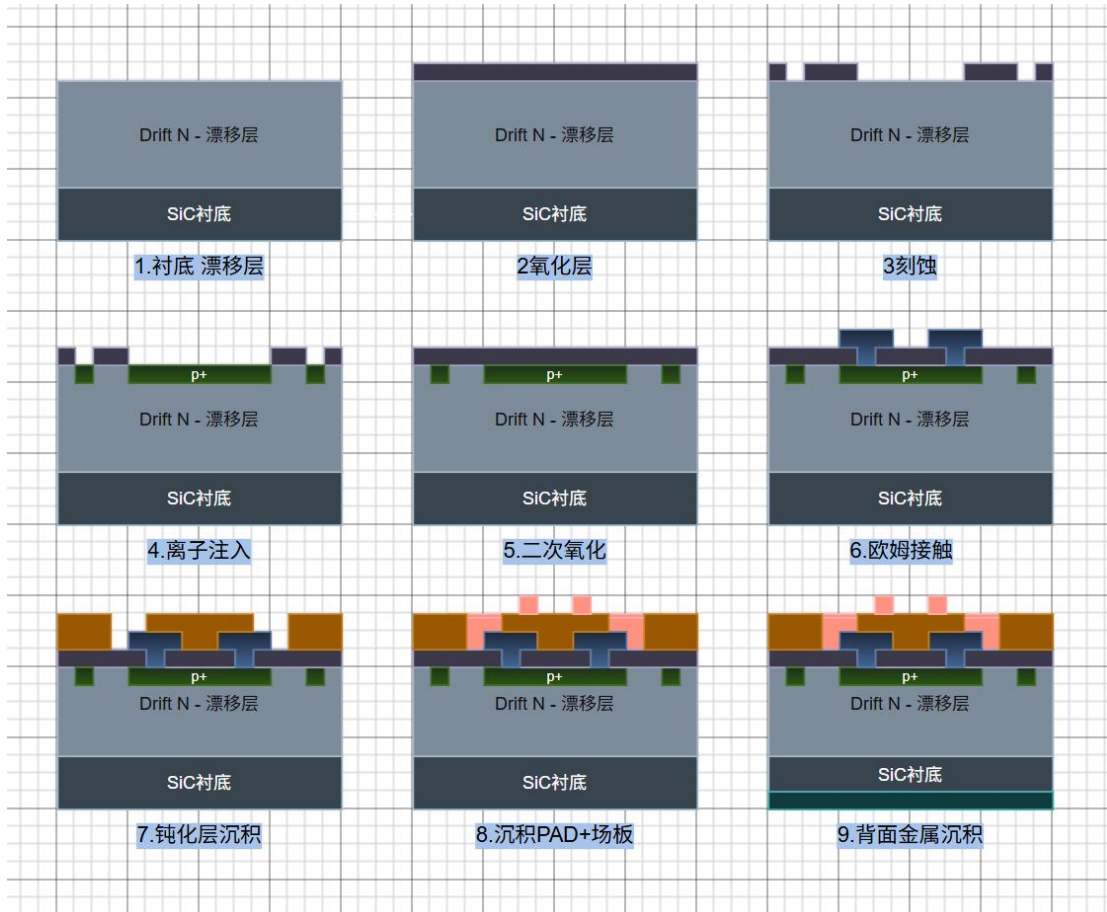 Drift N - 漂移层
Drift N - 漂移层
Drift N - 漂移层
SiC衬底
SiC衬底
SiC衬底
1.衬底 漂移层
2氧化层
3刻蚀
p+
p+
p+
Drift N - 漂移层
Drift N - 漂移层
Drift N - 漂移层
SiC衬底
SiC衬底
SiC衬底
4.离子注入
5.二次氧化
6.欧姆接触
p+
p+
p+
Drift N - 漂移层
Drift N - 漂移层
Drift N - 漂移层
SiC衬底
SiC衬底
SiC衬底
7.钝化层沉积
8.沉积PAD+场板
9.背面金属沉积